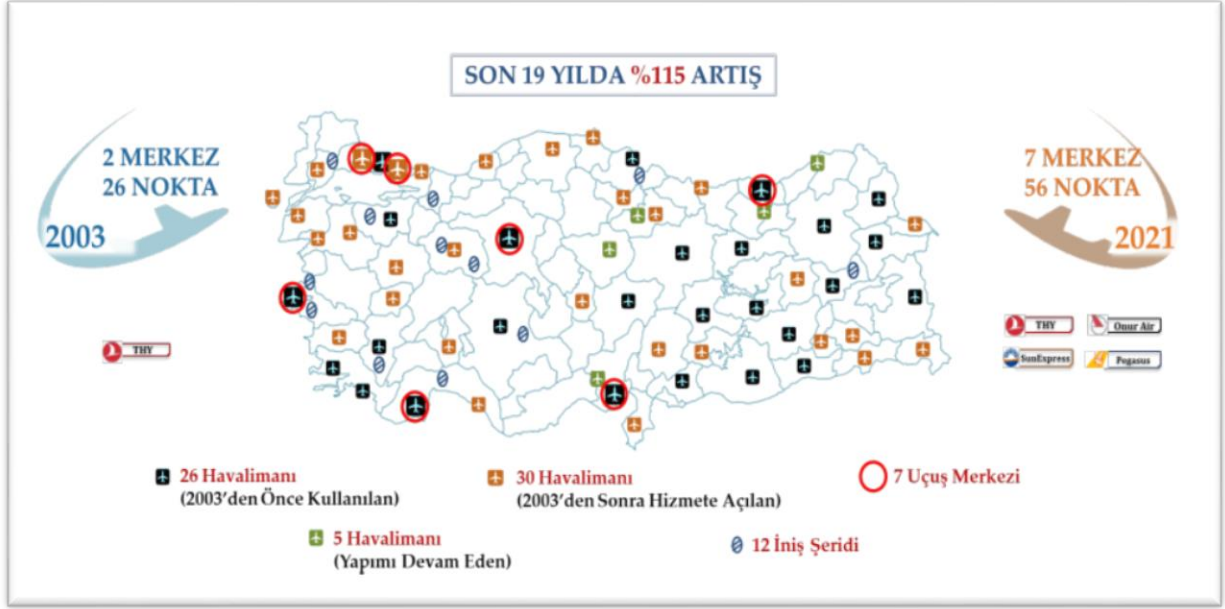 SON 19 YILDA %115 ARTIŞ
2 MERKEZ
26 NOKTA
2003
7 MERKEZ
56 NOKTA
2021
THY
THY
Onur Air
SunExpress
Pegasus
26 Havalimanı
(2003'den Önce Kullanılan)
30 Havalimanı
(2003'den Sonra Hizmete Açılan)
7 Uçuş Merkezi
5 Havalimanı
(Yapımı Devam Eden)
12 İniş Şeridi